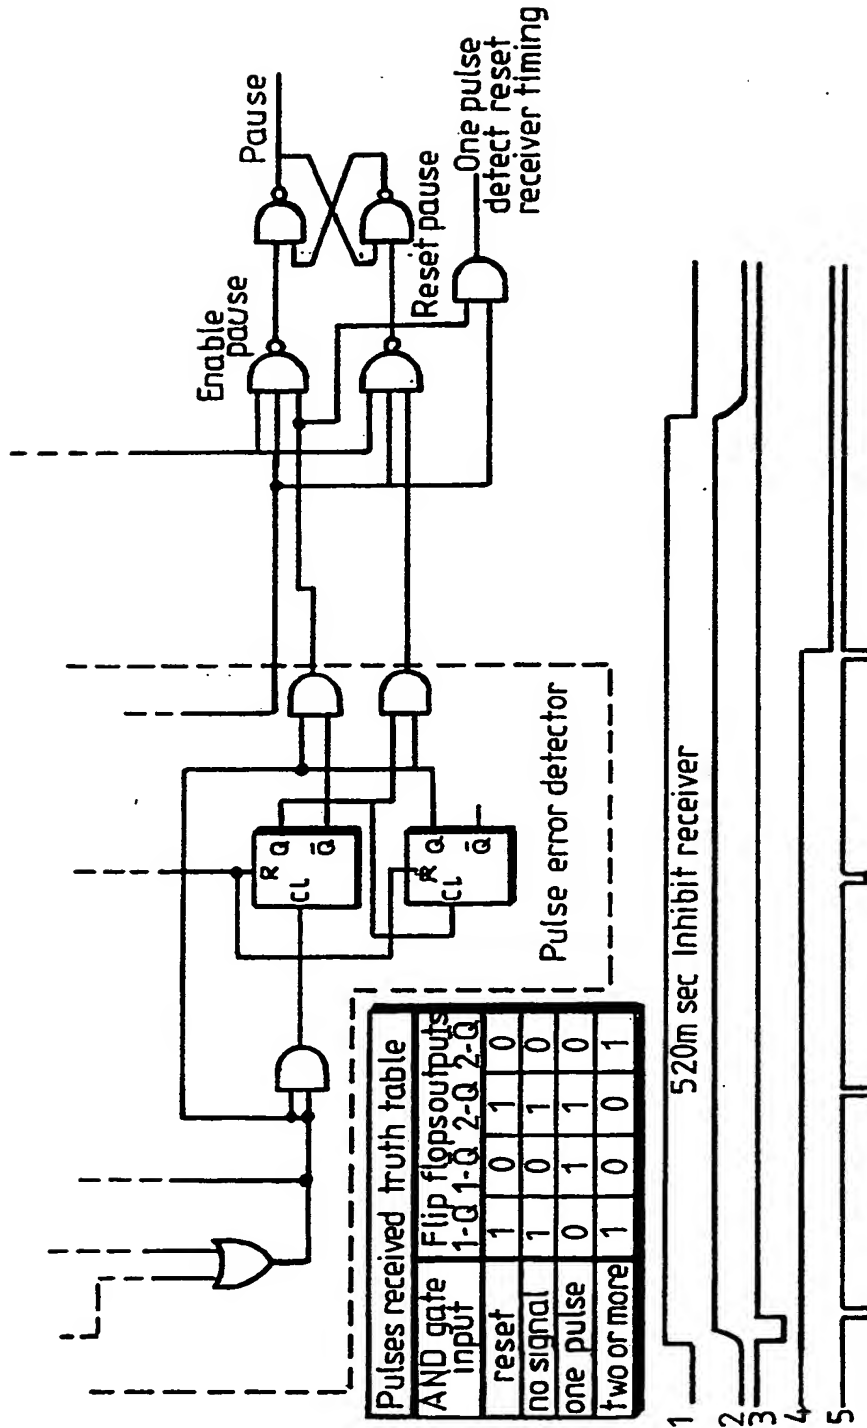 Pause
Enable
pause
Reset pause
One pulse
detect reset
receiver timing
R
Q
CL
Q̅
R
Q
CL
Q̅
Pulse error detector
Pulses received truth table
AND gate input Flip flopsoutputs
1-Q 1-Q 2-Q 2-Q
reset 1 0 1 0
no signal 1 0 1 0
one pulse 0 1 1 0
two or more 1 0 0 1
520m sec Inhibit receiver
1
2
3
4
5